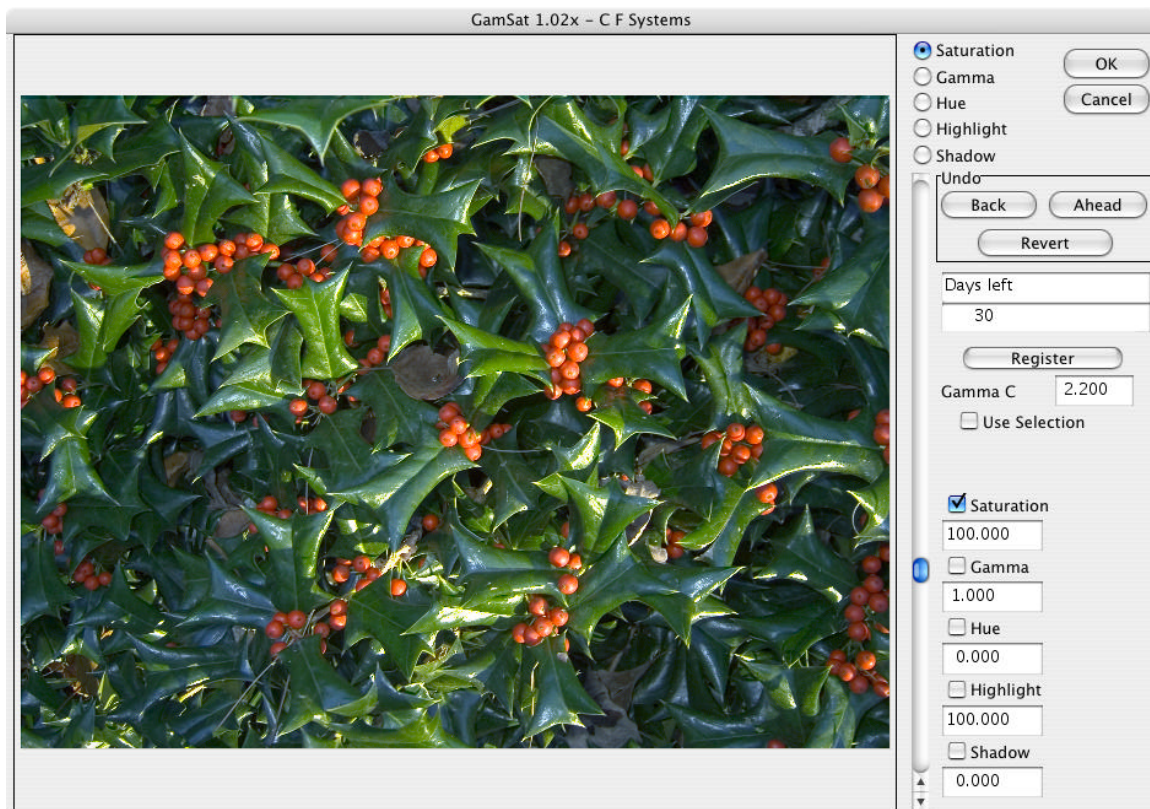 GamSat 1.02x - C F Systems
Saturation
OK
Gamma
Hue
Cancel
Highlight
Shadow
Undo
Back
Ahead
Revert
Days left
30
Register
Gamma C
2.200
Use Selection
Saturation
100.000
Gamma
1.000
Hue
0.000
Highlight
100.000
Shadow
0.000